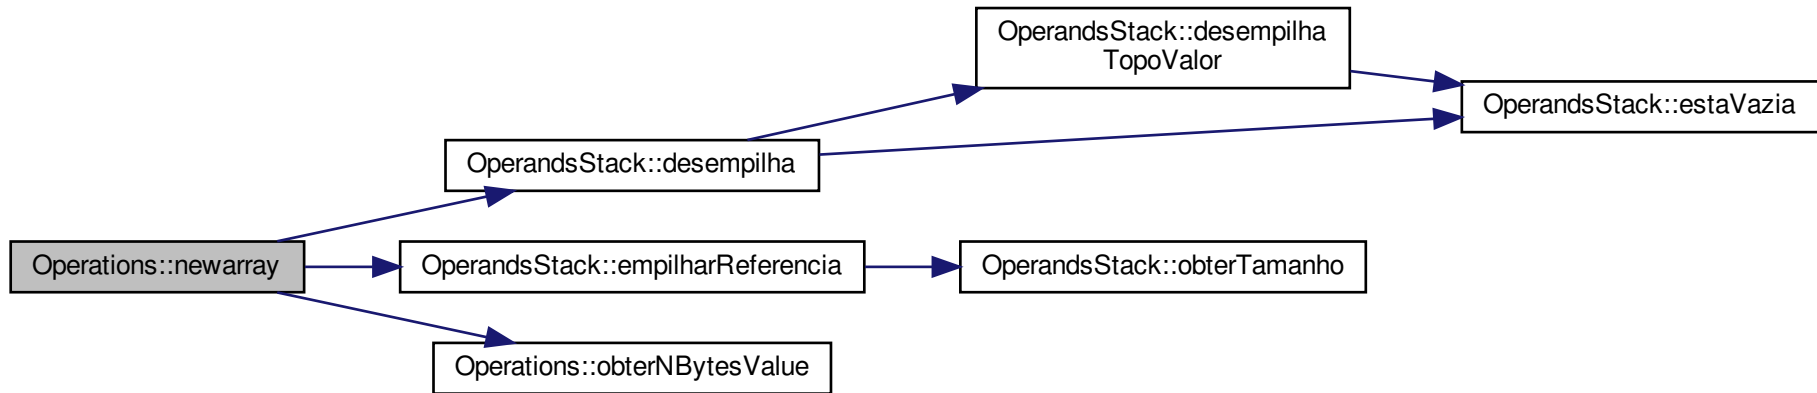 Operations::newarray
OperandsStack::desempilha
OperandsStack::desempilha
TopoValor
OperandsStack::estaVazia
OperandsStack::empilharReferencia
OperandsStack::obterTamanho
Operations::obterNBytesValue